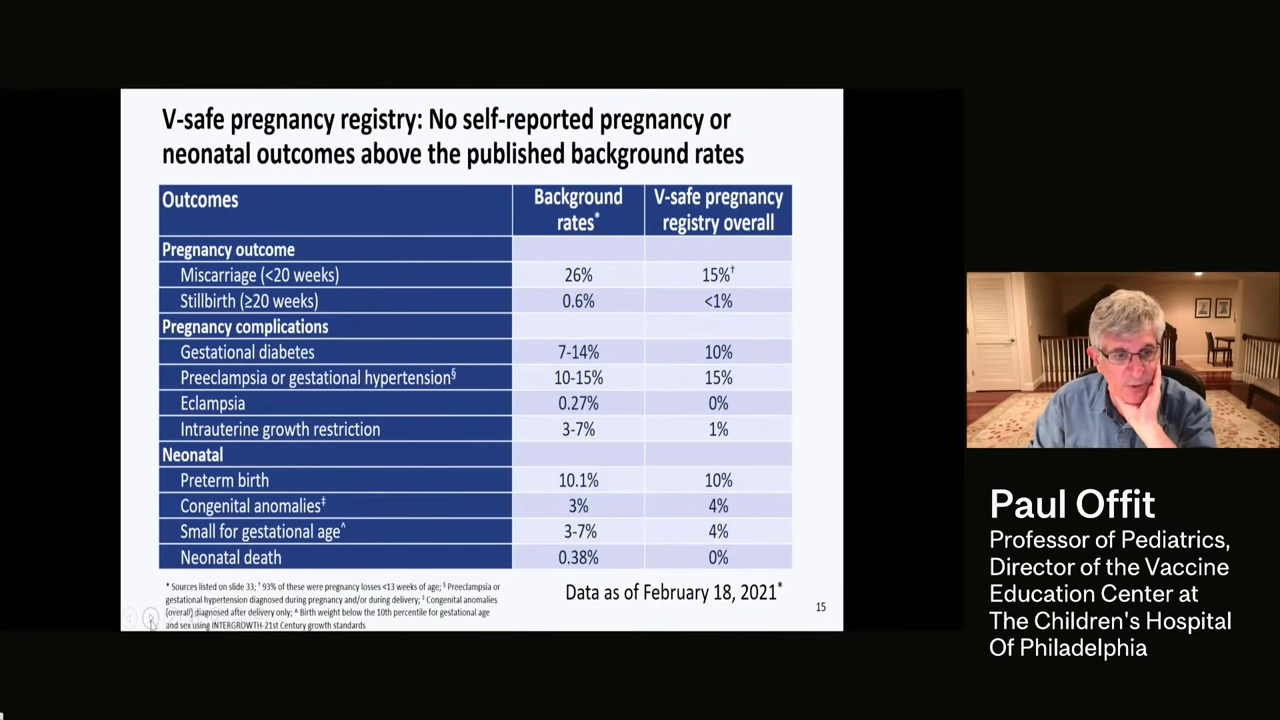 V-safe pregnancy registry: No self-reported pregnancy or
neonatal outcomes above the published background rates
Outcomes Background rates* V-safe pregnancy registry overall
Pregnancy outcome
Miscarriage (<20 weeks) 26% 15%†
Stillbirth (≥20 weeks) 0.6% <1%
Pregnancy complications
Gestational diabetes 7-14% 10%
Preeclampsia or gestational hypertension§ 10-15% 15%
Eclampsia 0.27% 0%
Intrauterine growth restriction 3-7% 1%
Neonatal
Preterm birth 10.1% 10%
Congenital anomalies‡ 3% 4%
Small for gestational age^ 3-7% 4%
Neonatal death 0.38% 0%
* Sources listed on slide 33; † 93% of these were pregnancy losses <13 weeks of age; § Preeclampsia or
gestational hypertension diagnosed during pregnancy and/or during delivery; ‡ Congenital anomalies
(overall) diagnosed after delivery only; ^ Birth weight below the 10th percentile for gestational age
and sex using INTERGROWTH-21st Century growth standards
Data as of February 18, 2021*
15
Paul Offit
Professor of Pediatrics,
Director of the Vaccine
Education Center at
The Children's Hospital
Of Philadelphia